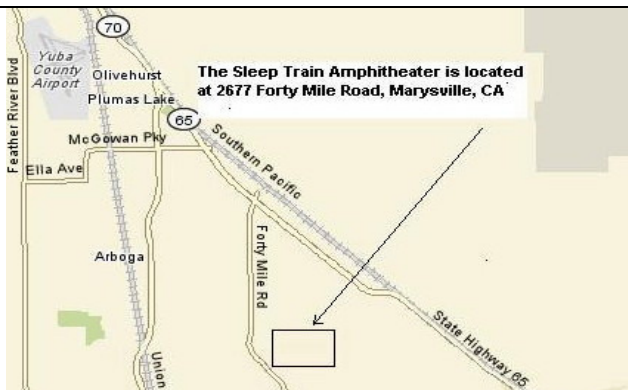 70
Yuba
County
Airport
Olivehurst
Plumas Lake
The Sleep Train Amphitheater is located
at 2677 Forty Mile Road, Marysville, CA
Feather River Blvd
65
McGowan Pky
Southern Pacific
Ella Ave
Arboga
Forty Mile Rd
State Highway 65
Union